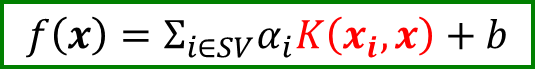 f(x) = Σ_{i∈SV} α_i K(x_i, x) + b